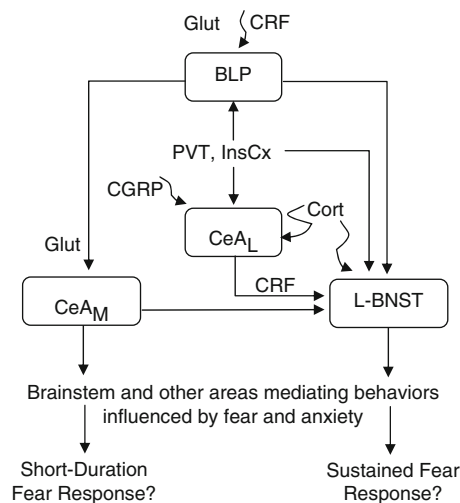 Glut CRF
BLP
PVT, InsCx
CGRP
Cort
CeAL
Glut
CRF
CeAM
L-BNST
Brainstem and other areas mediating behaviors
influenced by fear and anxiety
Short-Duration
Fear Response?
Sustained Fear
Response?